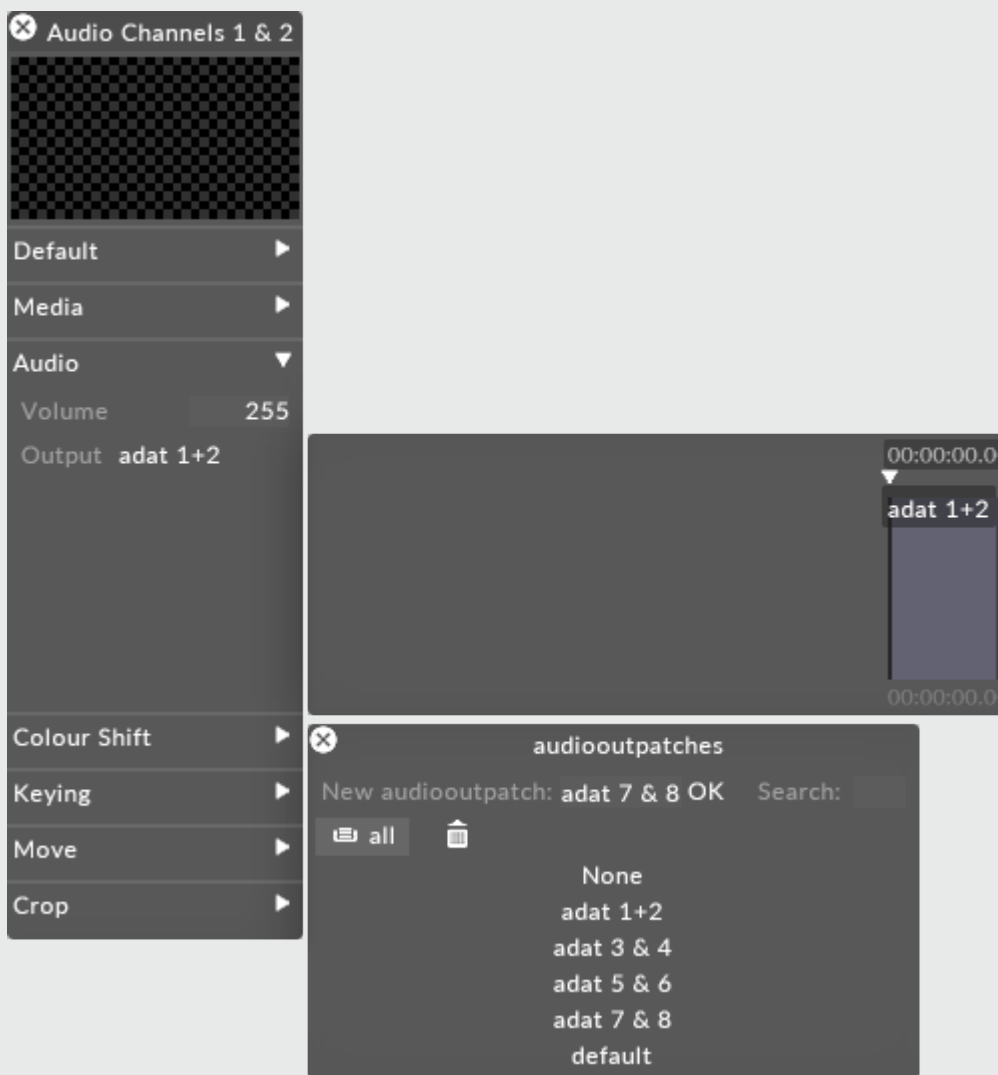 Audio Channels 1 & 2
Default
Media
Audio
Volume 255
Output adat 1+2
Colour Shift
Keying
Move
Crop
00:00:00.0
adat 1+2
00:00:00.0
audiooutpatches
New audiooutpatch: adat 7 & 8 OK Search:
all
None
adat 1+2
adat 3 & 4
adat 5 & 6
adat 7 & 8
default